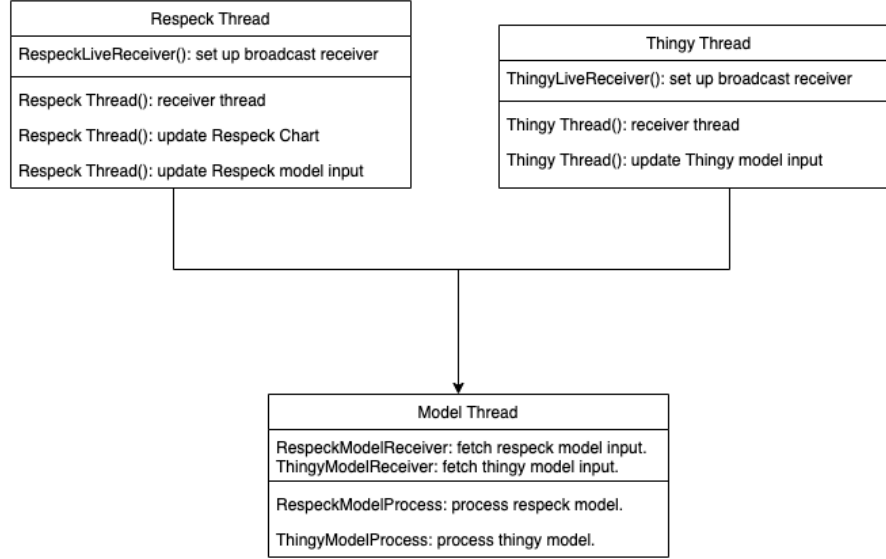 Respeck Thread
RespeckLiveReceiver(): set up broadcast receiver
Respeck Thread(): receiver thread
Respeck Thread(): update Respeck Chart
Respeck Thread(): update Respeck model input
Thingy Thread
ThingyLiveReceiver(): set up broadcast receiver
Thingy Thread(): receiver thread
Thingy Thread(): update Thingy model input
Model Thread
RespeckModelReceiver: fetch respeck model input.
ThingyModelReceiver: fetch thingy model input.
RespeckModelProcess: process respeck model.
ThingyModelProcess: process thingy model.